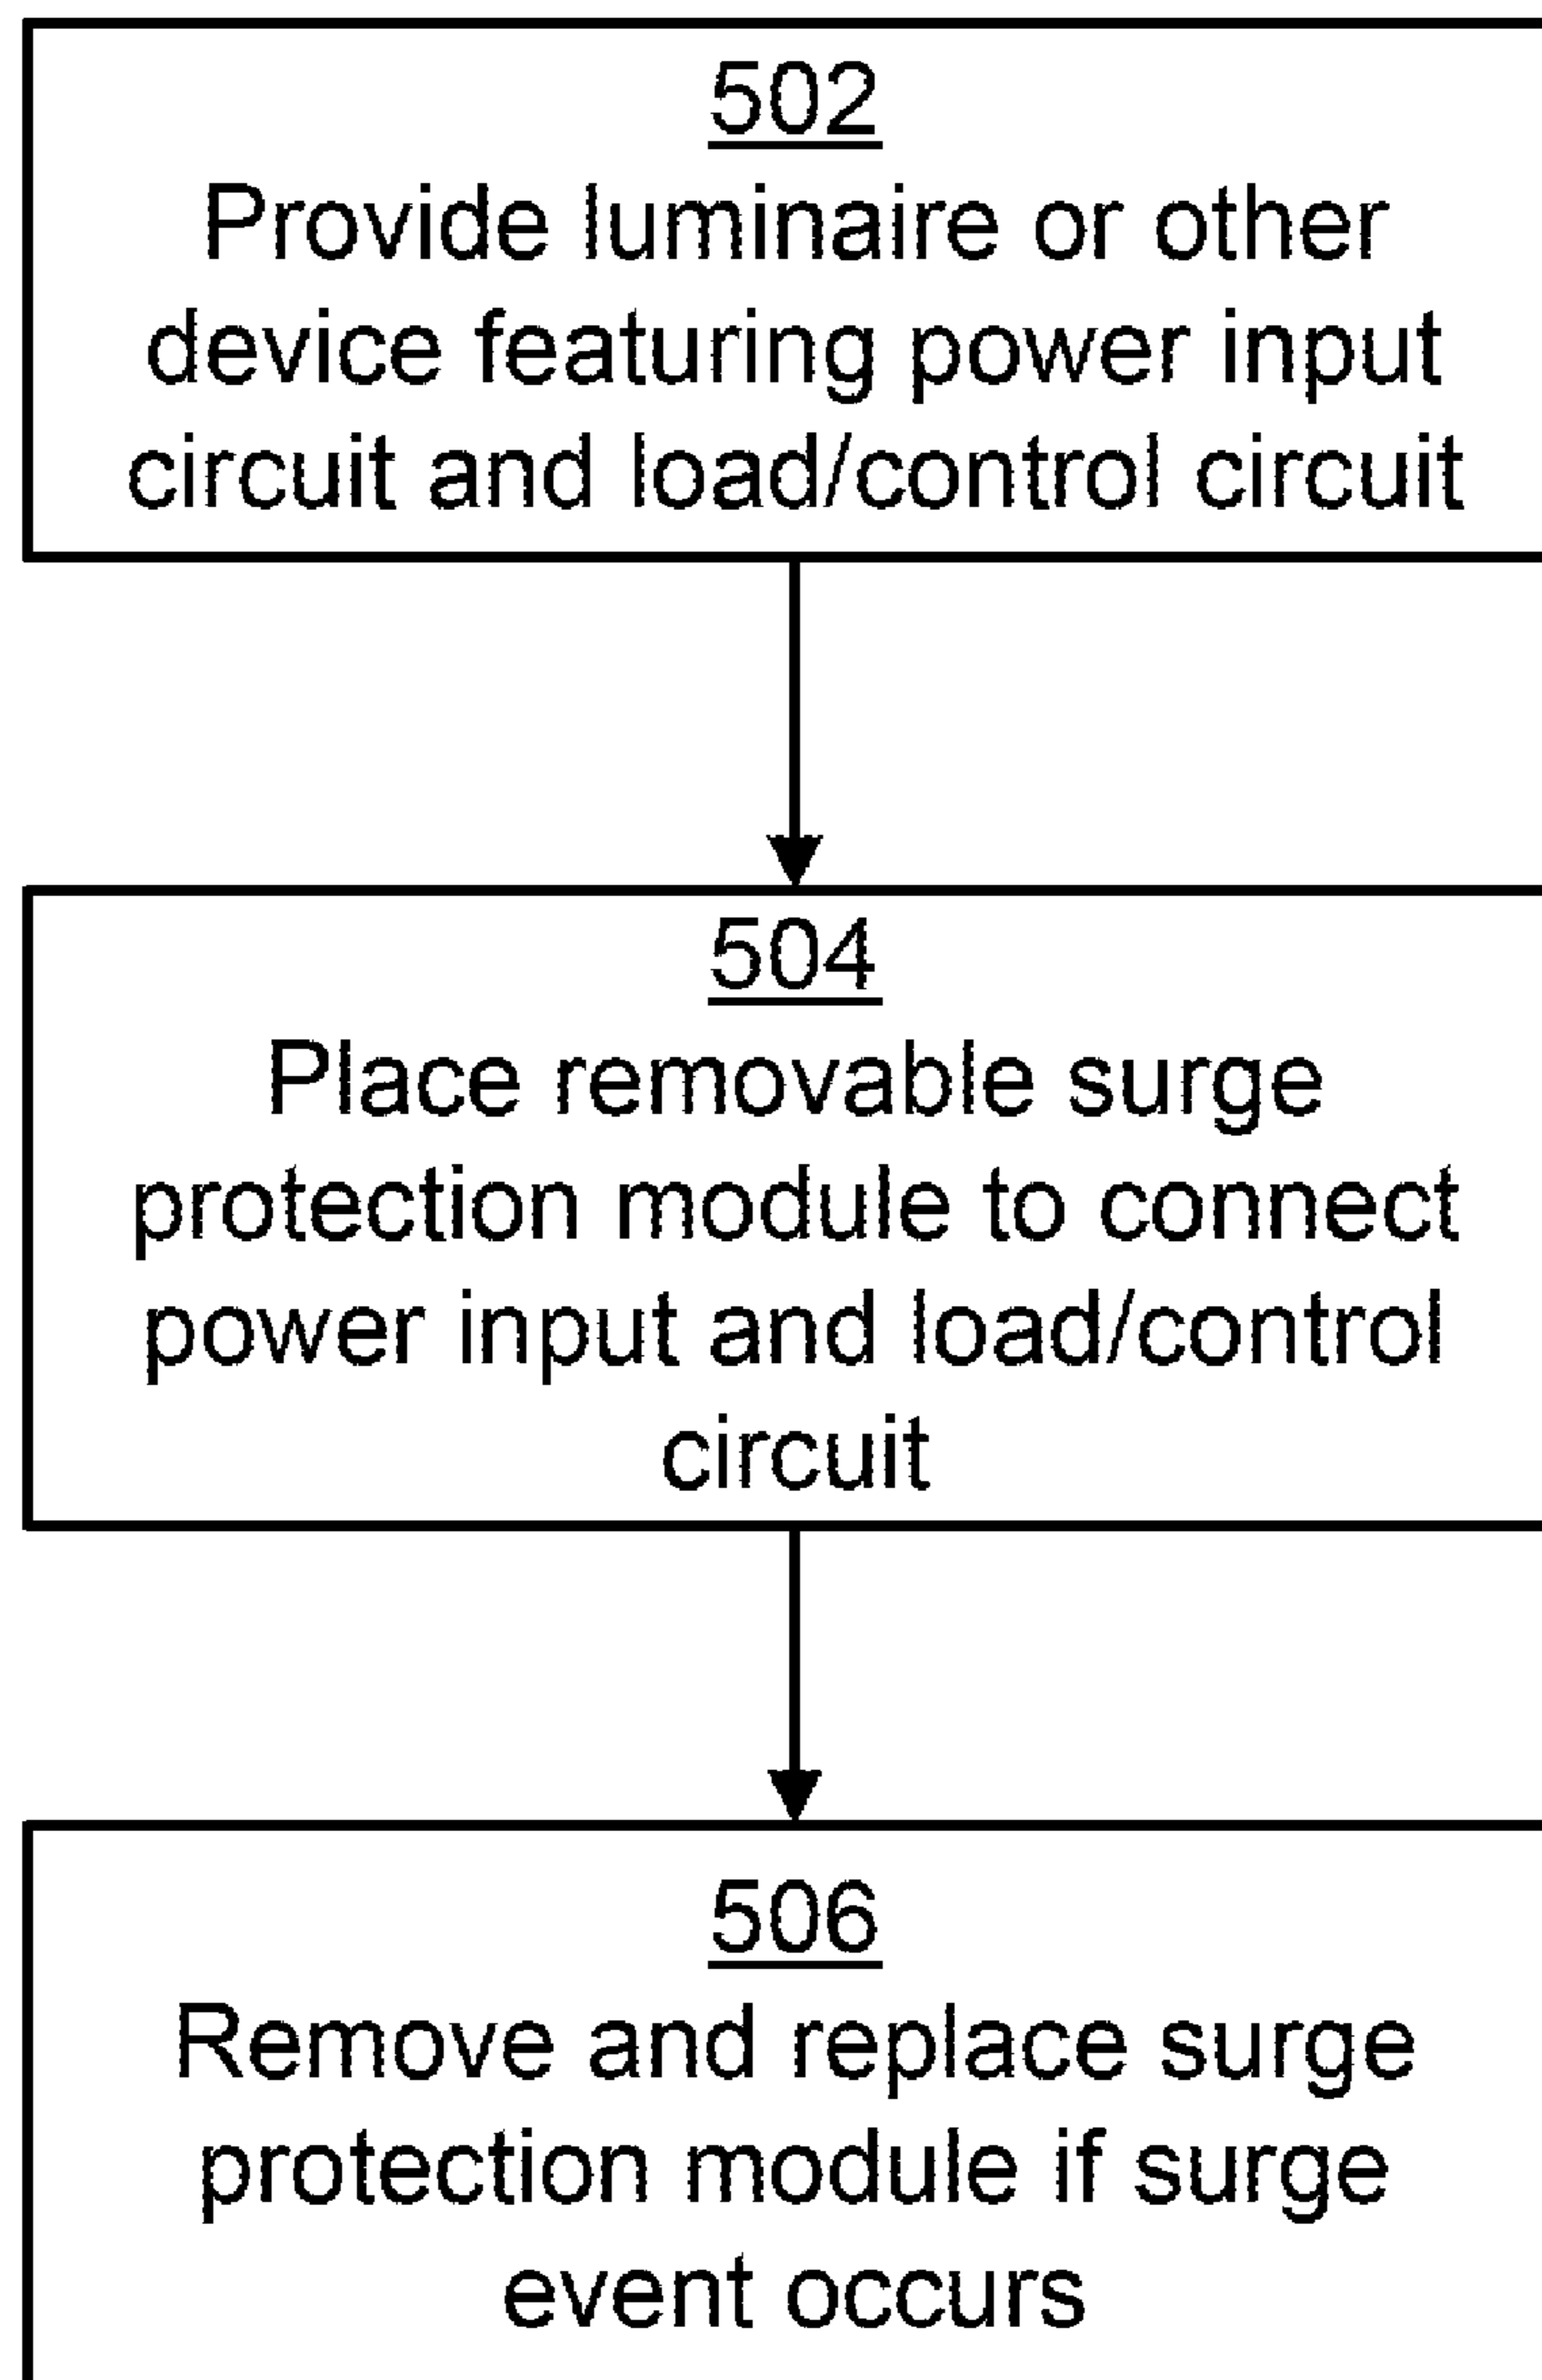 502
Provide luminaire or other
device featuring power input
circuit and load/control circuit
504
Place removable surge
protection module to connect
power input and load/control
circuit
506
Remove and replace surge
protection module if surge
event occurs